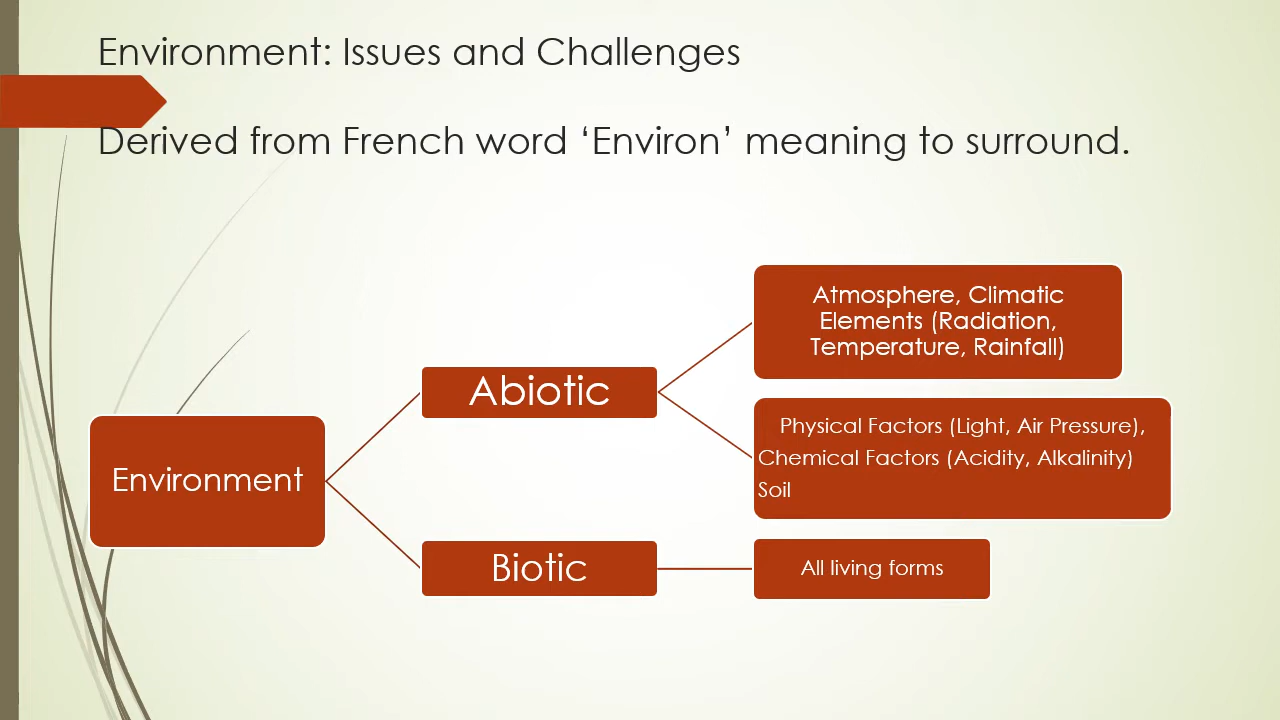 Environment: Issues and Challenges
Derived from French word ‘Environ’ meaning to surround.
Environment
Abiotic
Atmosphere, Climatic
Elements (Radiation,
Temperature, Rainfall)
Physical Factors (Light, Air Pressure),
Chemical Factors (Acidity, Alkalinity)
Soil
Biotic
All living forms